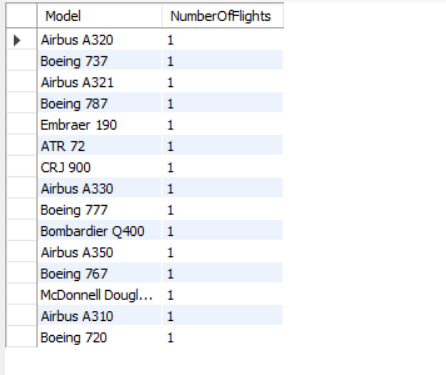 Model NumberOfFlights
Airbus A320 1
Boeing 737 1
Airbus A321 1
Boeing 787 1
Embraer 190 1
ATR 72 1
CRJ 900 1
Airbus A330 1
Boeing 777 1
Bombardier Q400 1
Airbus A350 1
Boeing 767 1
McDonnell Dougl... 1
Airbus A310 1
Boeing 720 1